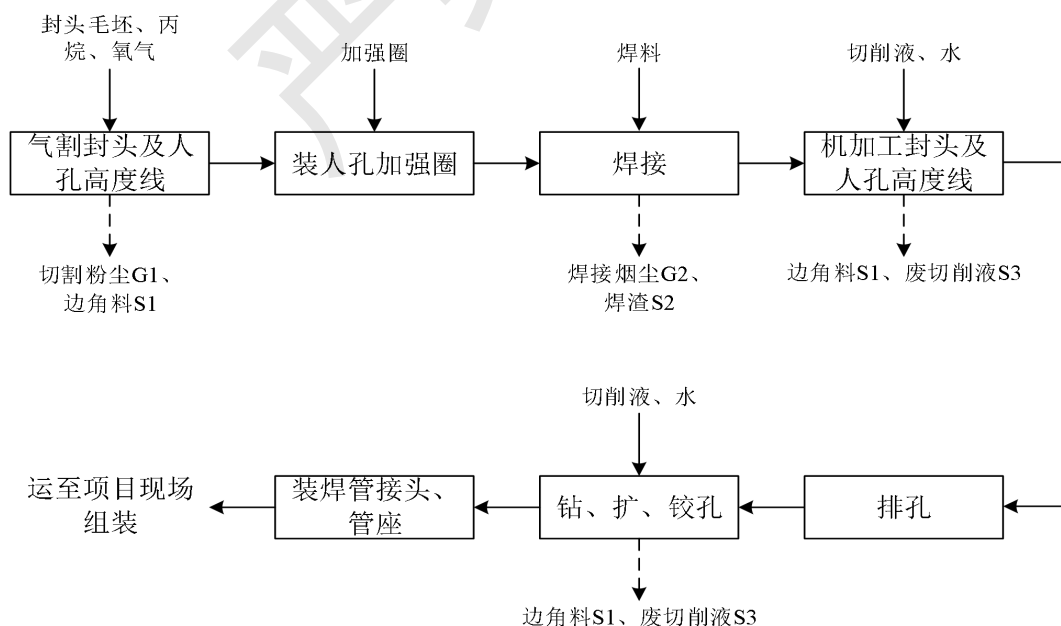 封头毛坯、丙
烷、氧气
加强圈
焊料
切削液、水
气割封头及人
孔高度线
装人孔加强圈
焊接
机加工封头及
人孔高度线
切割粉尘G1、
边角料S1
焊接烟尘G2、
焊渣S2
边角料S1、废切削液S3
切削液、水
运至项目现场
组装
装焊管接头、
管座
钻、扩、铰孔
排孔
边角料S1、废切削液S3